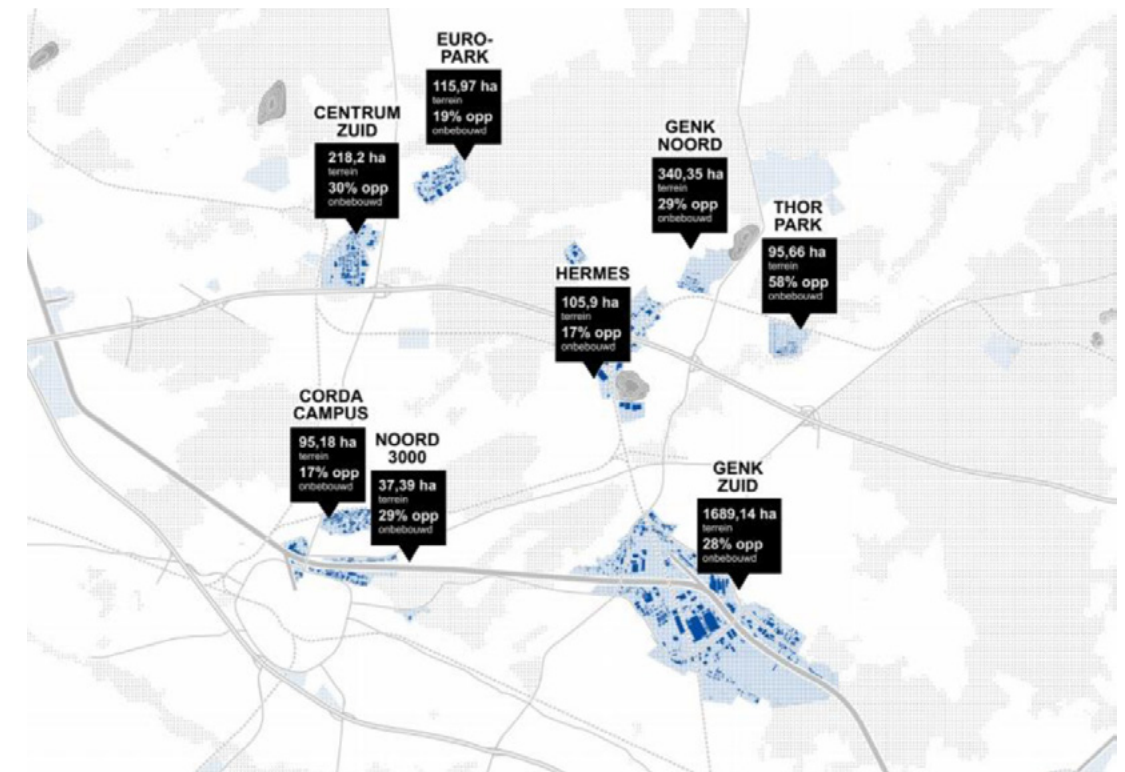 EURO-
PARK
115,97 ha
terrein
19% opp
onbebouwd
CENTRUM
ZUID
218,2 ha
terrein
30% opp
onbebouwd
GENK
NOORD
340,35 ha
terrein
29% opp
onbebouwd
THOR
PARK
95,66 ha
terrein
58% opp
onbebouwd
HERMES
105,9 ha
terrein
17% opp
onbebouwd
CORDA
CAMPUS
95,18 ha
terrein
17% opp
onbebouwd
NOORD
3000
37,39 ha
terrein
29% opp
onbebouwd
GENK
ZUID
1689,14 ha
terrein
28% opp
onbebouwd